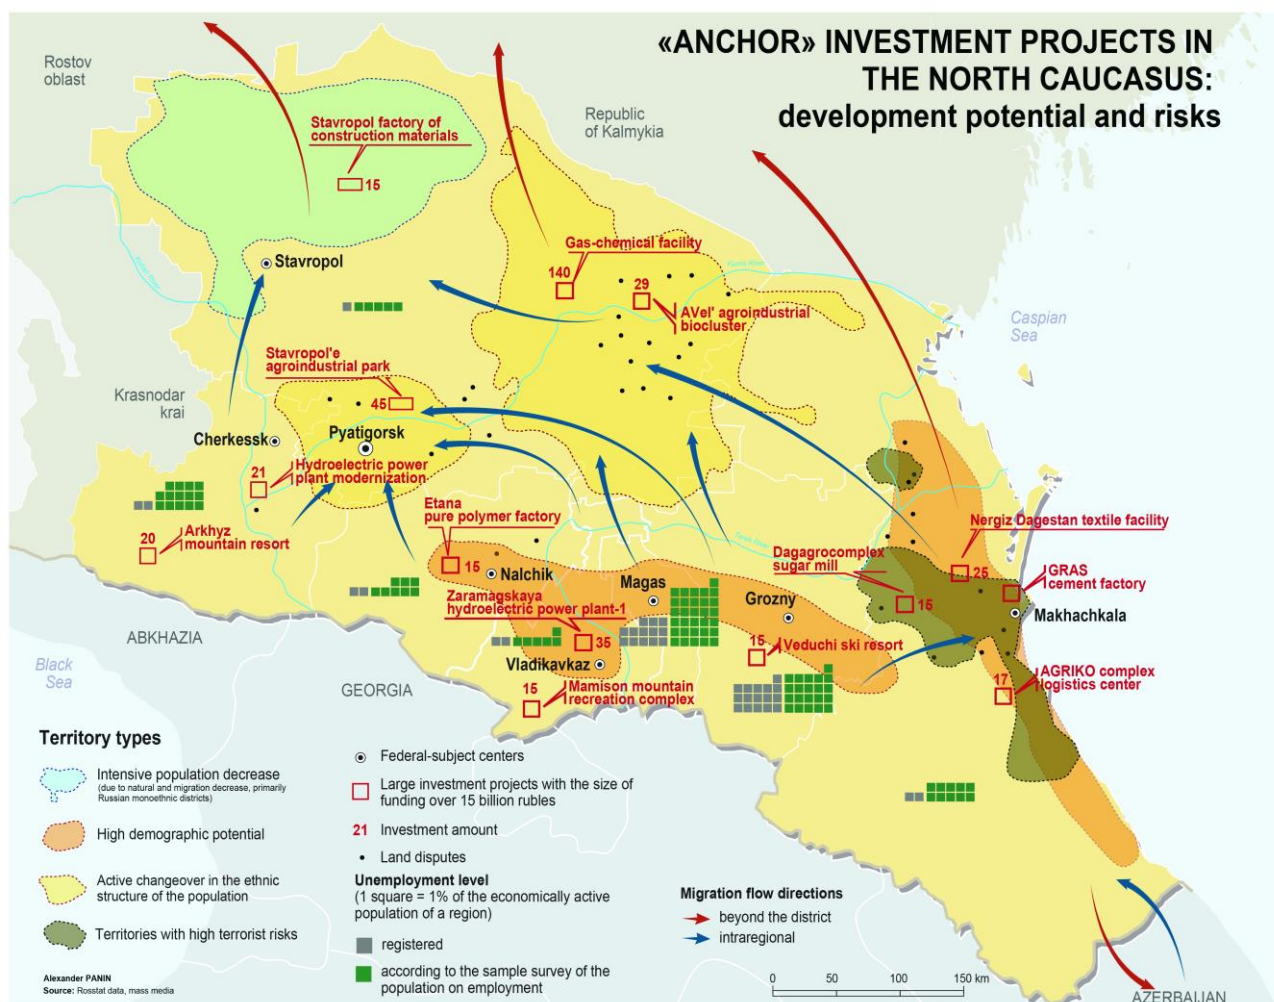 «ANCHOR» INVESTMENT PROJECTS IN
THE NORTH CAUCASUS:
development potential and risks
Rostov
oblast
Republic
of Kalmykia
Stavropol factory of
construction materials
15
Stavropol
Gas-chemical facility
140
29
AVel' agroindustrial
biocluster
Kuma River
Caspian
Sea
Stavropol'e
agroindustrial park
45
Krasnodar
krai
Cherkessk
Pyatigorsk
21
Hydroelectric power
plant modernization
20
Arkhyz
mountain resort
Etana
pure polymer factory
15
Nalchik
Terek River
Nergiz Dagestan textile facility
25
Dagagrocomplex
sugar mill
15
GRAS
cement factory
Makhachkala
Magas
Grozny
Zaramagskaya
hydroelectric power plant-1
35
Vladikavkaz
15
Veduchi ski resort
15
Mamison mountain
recreation complex
17
AGRIKO complex
logistics center
ABKHAZIA
Black
Sea
GEORGIA
AZERBAIJAN
Territory types
Intensive population decrease
(due to natural and migration decrease, primarily
Russian monoethnic districts)
High demographic potential
Active changeover in the ethnic
structure of the population
Territories with high terrorist risks
Alexander PANIN
Source: Rosstat data, mass media
Federal-subject centers
Large investment projects with the size of
funding over 15 billion rubles
21 Investment amount
Land disputes
Unemployment level
(1 square = 1% of the economically active
population of a region)
registered
according to the sample survey of the
population on employment
Migration flow directions
beyond the district
intraregional
0 50 100 150 km